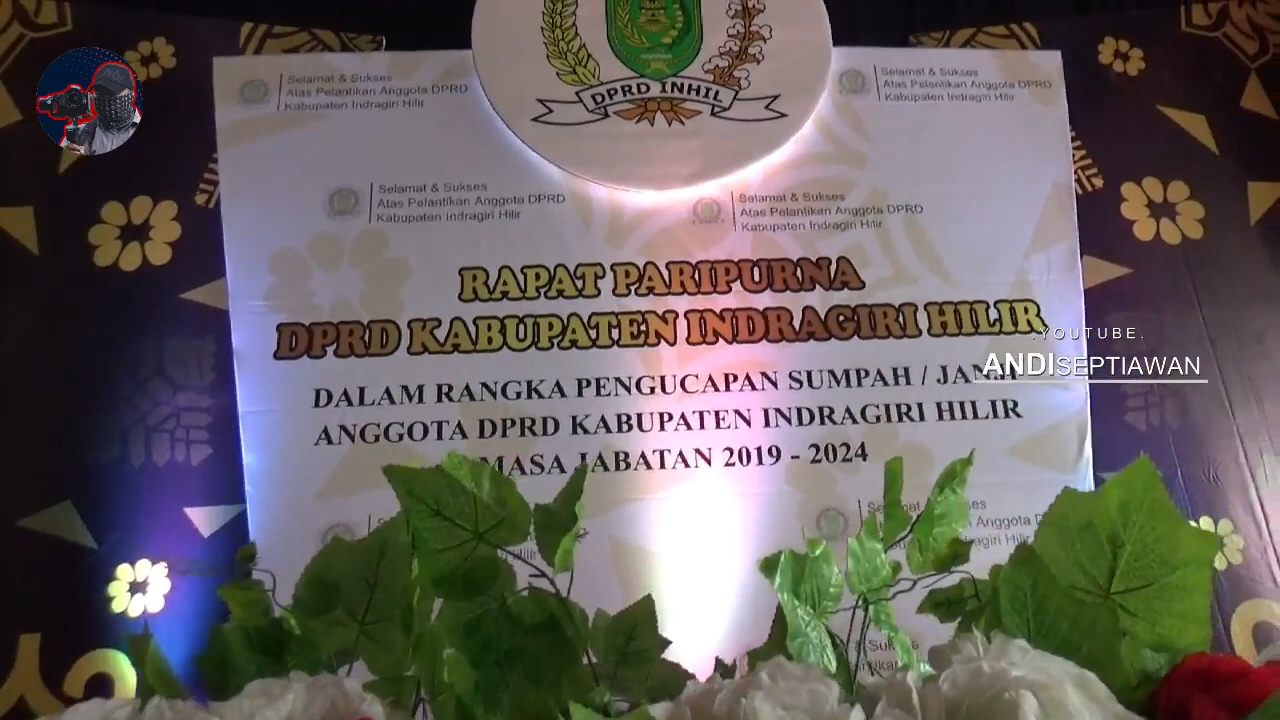 DPRD INHIL
Selamat & Sukses
Atas Pelantikan Anggota DPRD
Kabupaten Indragiri Hilir
Selamat & Sukses
Atas Pelantikan Anggota DPRD
Kabupaten Indragiri Hilir
Selamat & Sukses
Atas Pelantikan Anggota DPRD
Kabupaten Indragiri Hilir
Selamat & Sukses
Atas Pelantikan Anggota DPRD
Kabupaten Indragiri Hilir
RAPAT PARIPURNA
DPRD KABUPATEN INDRAGIRI HILIR
.YOUTUBE.
ANDISEPTIAWAN
DALAM RANGKA PENGUCAPAN SUMPAH / JANJI
ANGGOTA DPRD KABUPATEN INDRAGIRI HILIR
MASA JABATAN 2019 - 2024
Anggota
Hilir